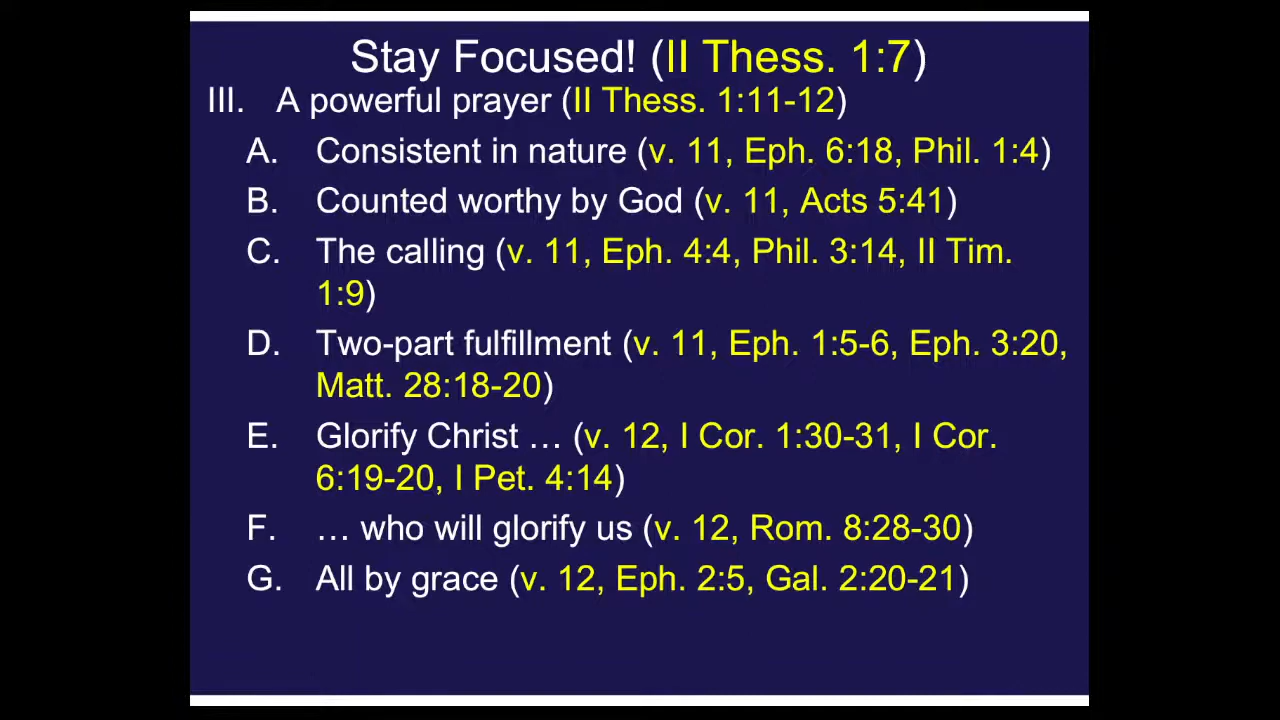 Stay Focused! (II Thess. 1:7)
III. A powerful prayer (II Thess. 1:11-12)
A. Consistent in nature (v. 11, Eph. 6:18, Phil. 1:4)
B. Counted worthy by God (v. 11, Acts 5:41)
C. The calling (v. 11, Eph. 4:4, Phil. 3:14, II Tim.
1:9)
D. Two-part fulfillment (v. 11, Eph. 1:5-6, Eph. 3:20,
Matt. 28:18-20)
E. Glorify Christ … (v. 12, I Cor. 1:30-31, I Cor.
6:19-20, I Pet. 4:14)
F. … who will glorify us (v. 12, Rom. 8:28-30)
G. All by grace (v. 12, Eph. 2:5, Gal. 2:20-21)